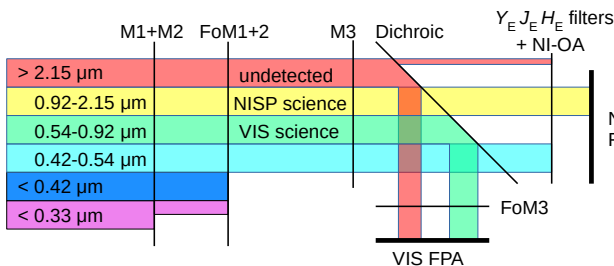 Y_E J_E H_E filters
M1+M2 FoM1+2 M3 Dichroic + NI-OA
> 2.15 µm undetected
0.92-2.15 µm NISP science
0.54-0.92 µm VIS science
0.42-0.54 µm
< 0.42 µm
< 0.33 µm
FoM3
VIS FPA